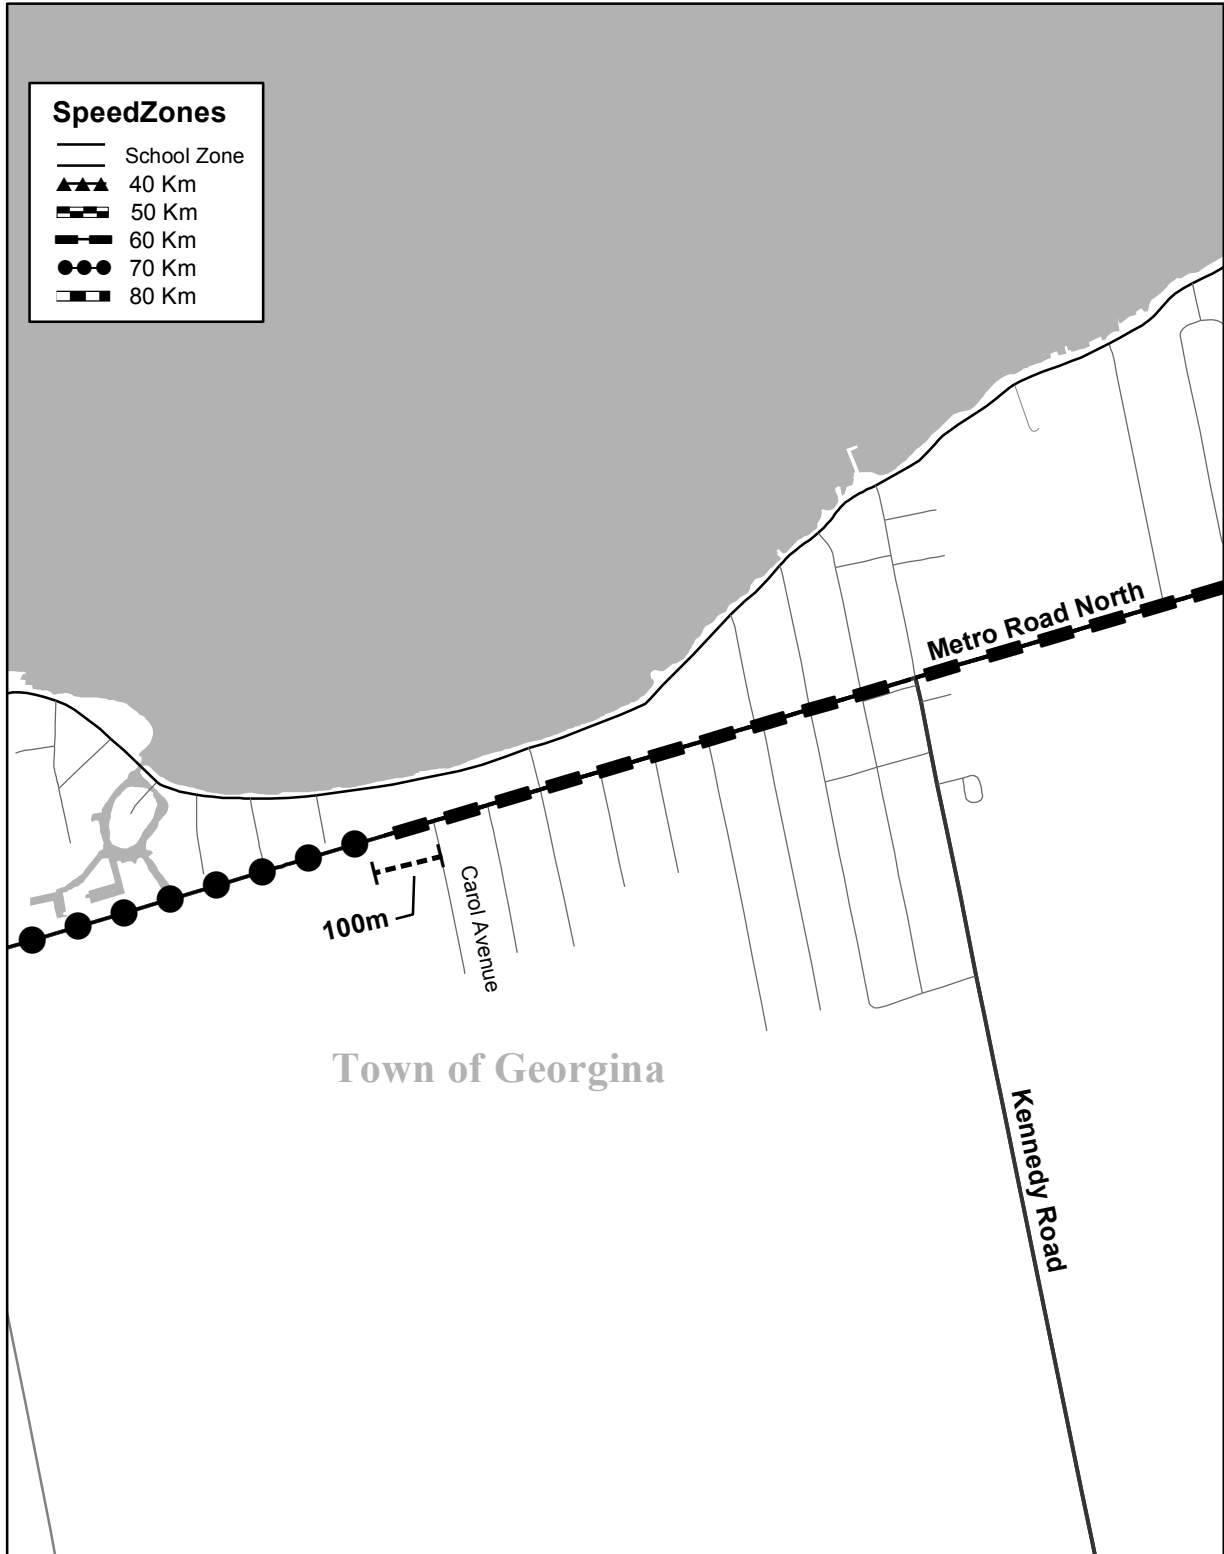 SpeedZones
School Zone
40 Km
50 Km
60 Km
70 Km
80 Km
Metro Road North
Carol Avenue
100m
Town of Georgina
Kennedy Road